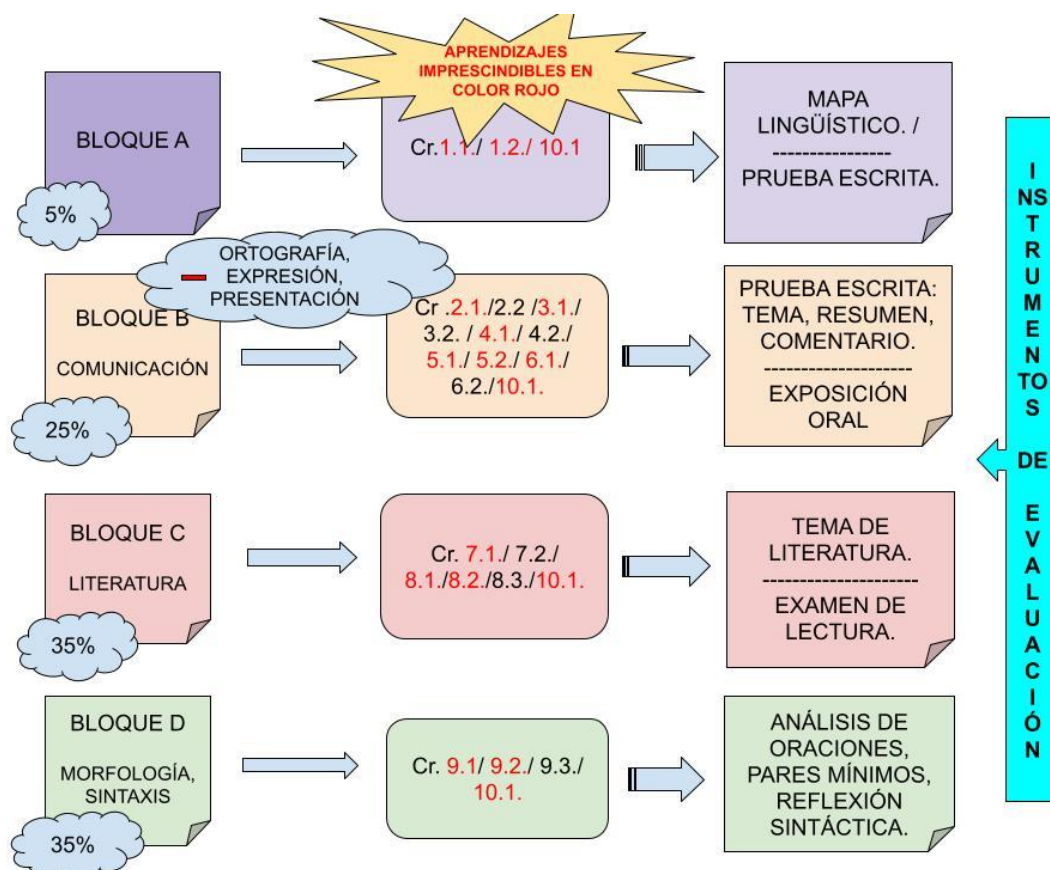 APRENDIZAJES
IMPRESCINDIBLES EN
COLOR ROJO
BLOQUE A
5%
Cr.1.1./ 1.2./ 10.1
MAPA
LINGÜÍSTICO. /
----------------
PRUEBA ESCRITA.
ORTOGRAFÍA,
EXPRESIÓN,
PRESENTACIÓN
BLOQUE B
COMUNICACIÓN
25%
Cr .2.1./2.2 /3.1./
3.2. / 4.1./ 4.2./
5.1./ 5.2./ 6.1./
6.2./10.1.
PRUEBA ESCRITA:
TEMA, RESUMEN,
COMENTARIO.
--------------------
EXPOSICIÓN
ORAL
BLOQUE C
LITERATURA
35%
Cr. 7.1./ 7.2./
8.1./8.2./8.3./10.1.
TEMA DE
LITERATURA.
---------------------
EXAMEN DE
LECTURA.
BLOQUE D
MORFOLOGÍA,
SINTAXIS
35%
Cr. 9.1/ 9.2./ 9.3./
10.1.
ANÁLISIS DE
ORACIONES,
PARES MÍNIMOS,
REFLEXIÓN
SINTÁCTICA.
I
NS
T
R
U
M
E
N
TO
S
DE
E
V
A
L
U
A
C
I
Ó
N